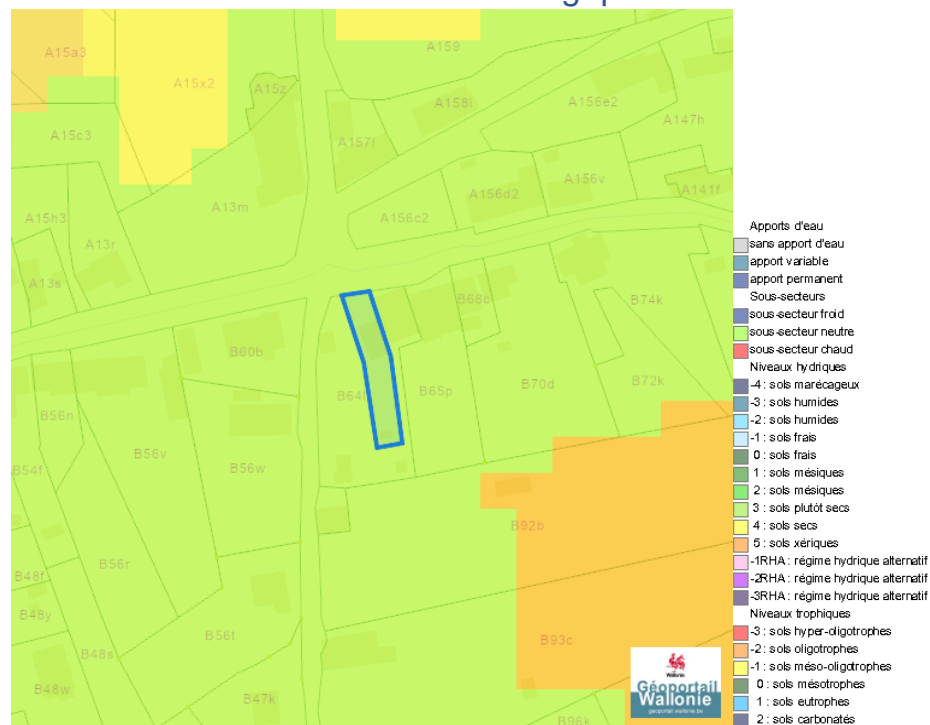 A159
A15a3
A15x2
A15z
A158l
A156e2
A147h
A15c3
A157l
A156v
A141f
A156d2
A13m
A156c2
A15h3
A13r
A13s
B68c
B74k
B60b
B64
B65p
B70d
B72k
B56n
B54f
B56v
B56w
B92b
B48f
B56r
B48y
B56t
B93c
B48s
B48w
B47k
B96k
Wallonie
Géoportail
Wallonie
geoportail.wallonie.be
Apports d'eau
sans apport d'eau
apport variable
apport permanent
Sous-secteurs
sous-secteur froid
sous-secteur neutre
sous-secteur chaud
Niveaux hydriques
-4 : sols marécageux
-3 : sols humides
-2 : sols humides
-1 : sols frais
0 : sols frais
1 : sols mésiques
2 : sols mésiques
3 : sols plutôt secs
4 : sols secs
5 : sols xériques
-1RHA : régime hydrique alternatif
-2RHA : régime hydrique alternatif
-3RHA : régime hydrique alternatif
Niveaux trophiques
-3 : sols hyper-oligotrophes
-2 : sols oligotrophes
-1 : sols méso-oligotrophes
0 : sols mésotrophes
1 : sols eutrophes
2 : sols carbonatés